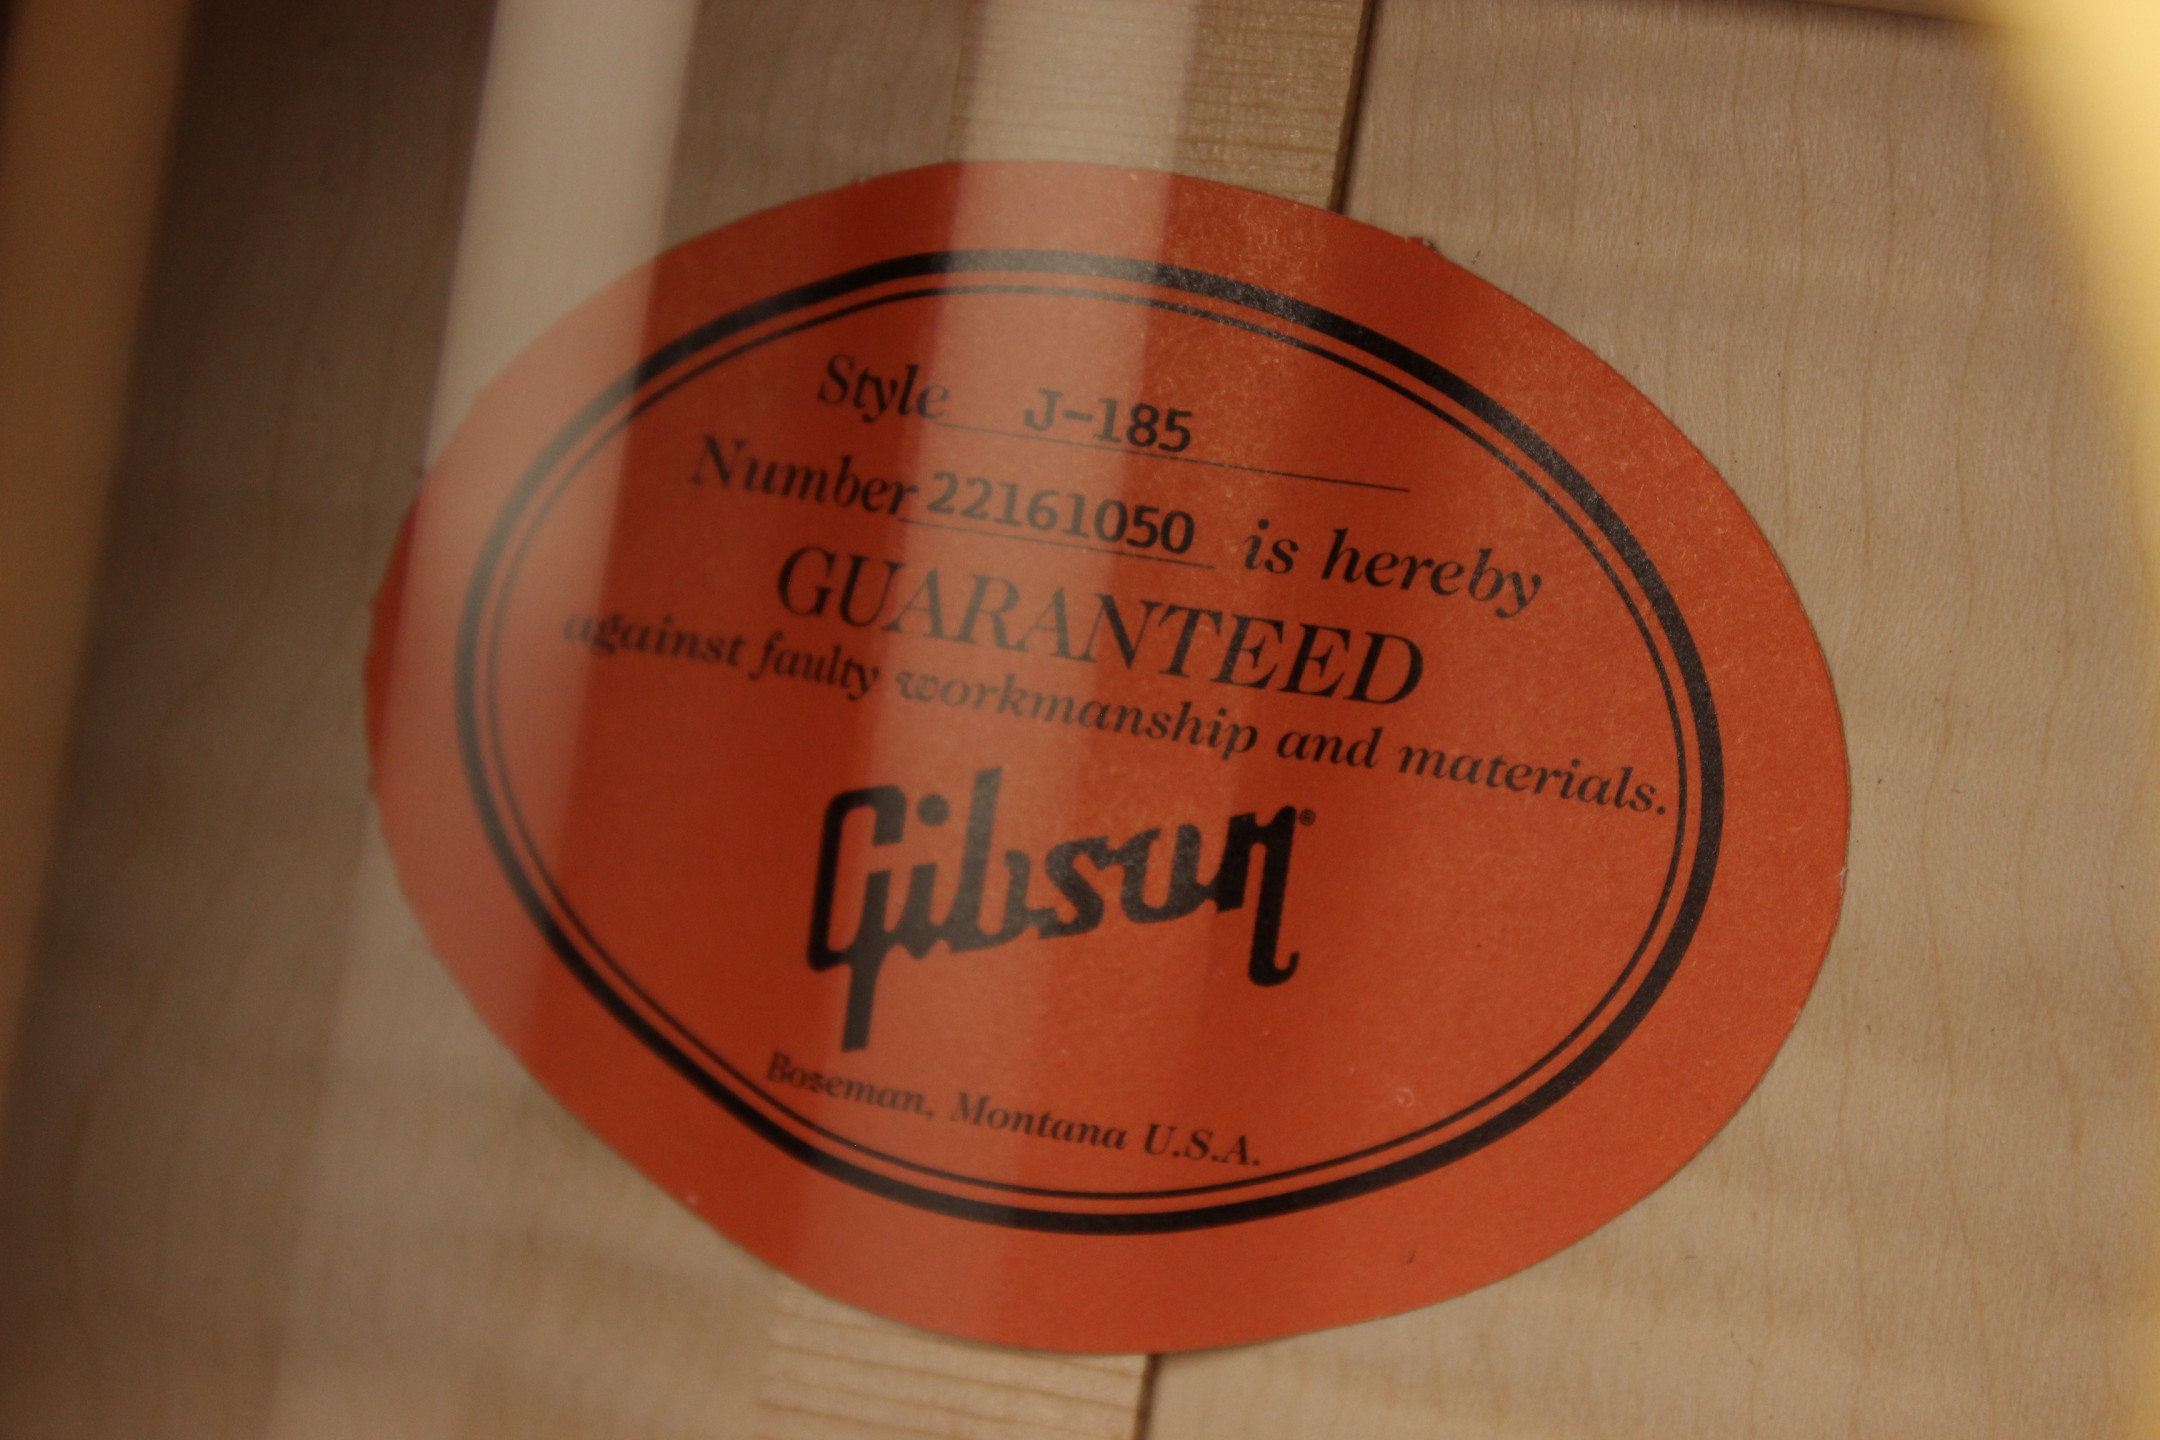 Style J-185
Number 22161050 is hereby
GUARANTEED
against faulty workmanship and materials.
Gibson®
Bozeman, Montana U.S.A.